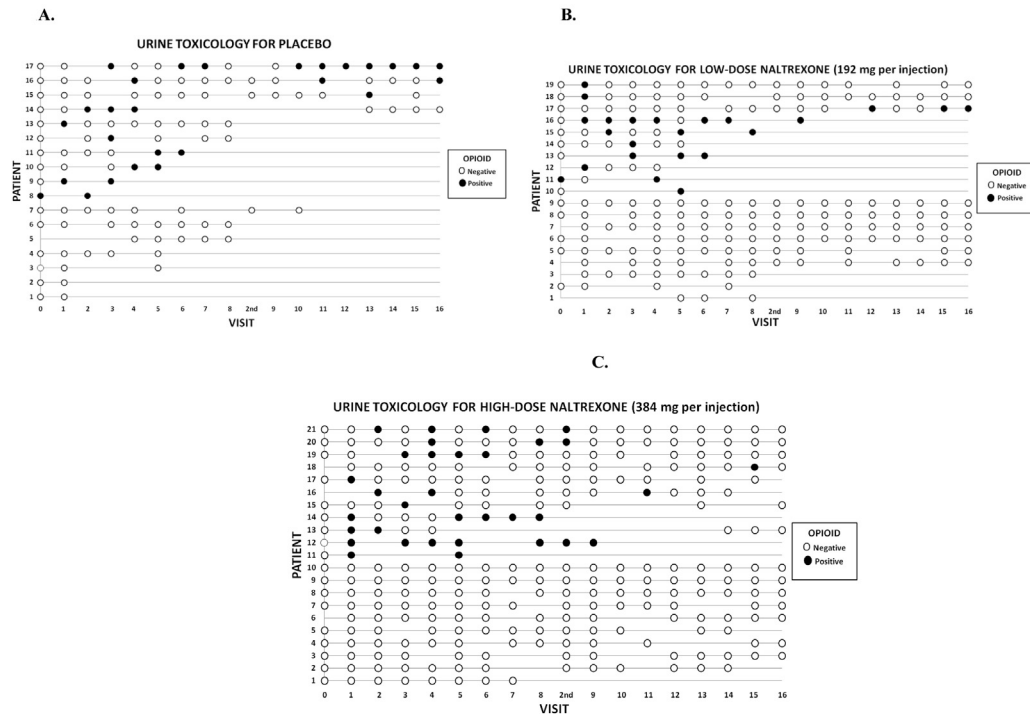 A.
URINE TOXICOLOGY FOR PLACEBO
PATIENT
17
16
15
14
13
12
11
10
9
8
7
6
5
4
3
2
1
0 1 2 3 4 5 6 7 8 2nd 9 10 11 12 13 14 15 16
VISIT
OPIOID
Negative
Positive
B.
URINE TOXICOLOGY FOR LOW-DOSE NALTREXONE (192 mg per injection)
PATIENT
19
18
17
16
15
14
13
12
11
10
9
8
7
6
5
4
3
2
1
0 1 2 3 4 5 6 7 8 2nd 9 10 11 12 13 14 15 16
VISIT
OPIOID
Negative
Positive
C.
URINE TOXICOLOGY FOR HIGH-DOSE NALTREXONE (384 mg per injection)
PATIENT
21
20
19
18
17
16
15
14
13
12
11
10
9
8
7
6
5
4
3
2
1
0 1 2 3 4 5 6 7 8 2nd 9 10 11 12 13 14 15 16
VISIT
OPIOID
Negative
Positive